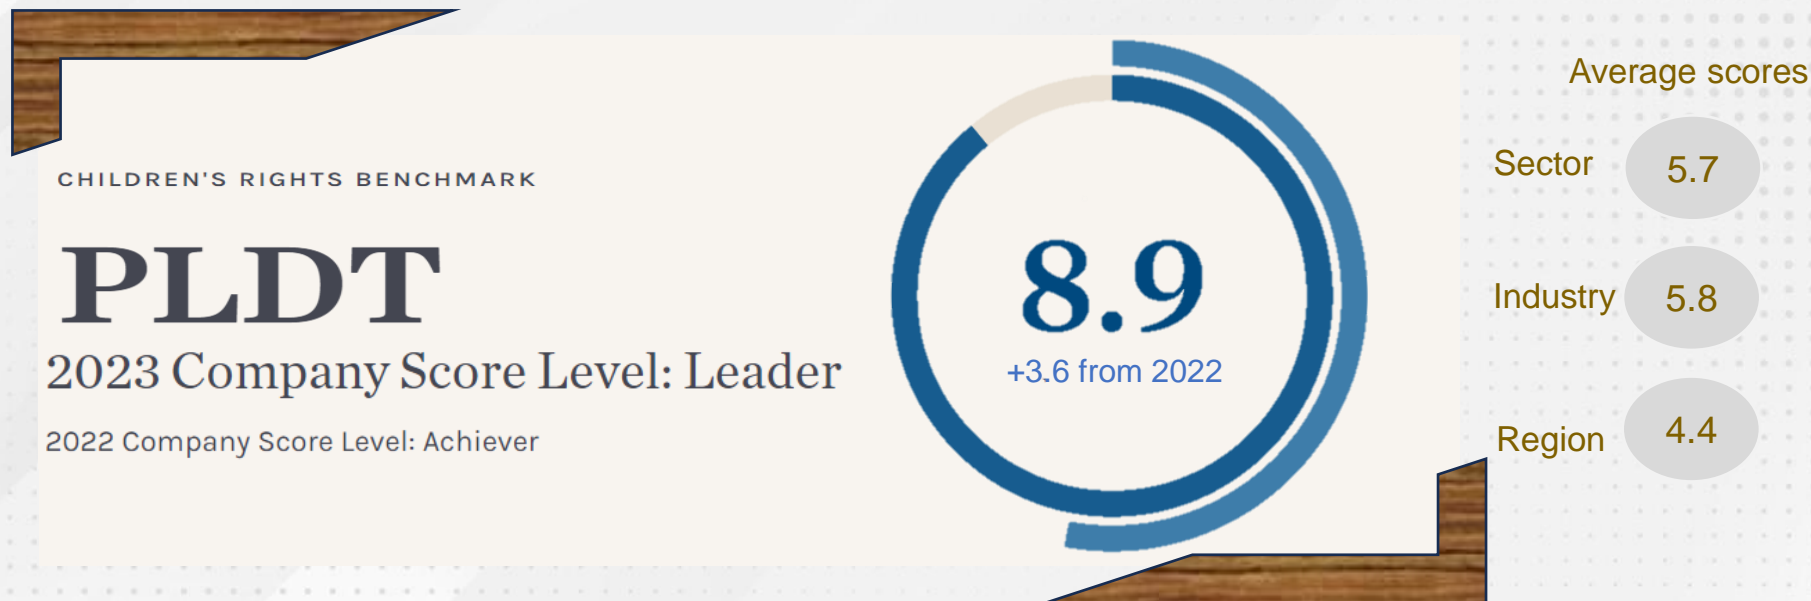 CHILDREN'S RIGHTS BENCHMARK
PLDT
2023 Company Score Level: Leader
2022 Company Score Level: Achiever
8.9
+3.6 from 2022
Average scores
Sector 5.7
Industry 5.8
Region 4.4